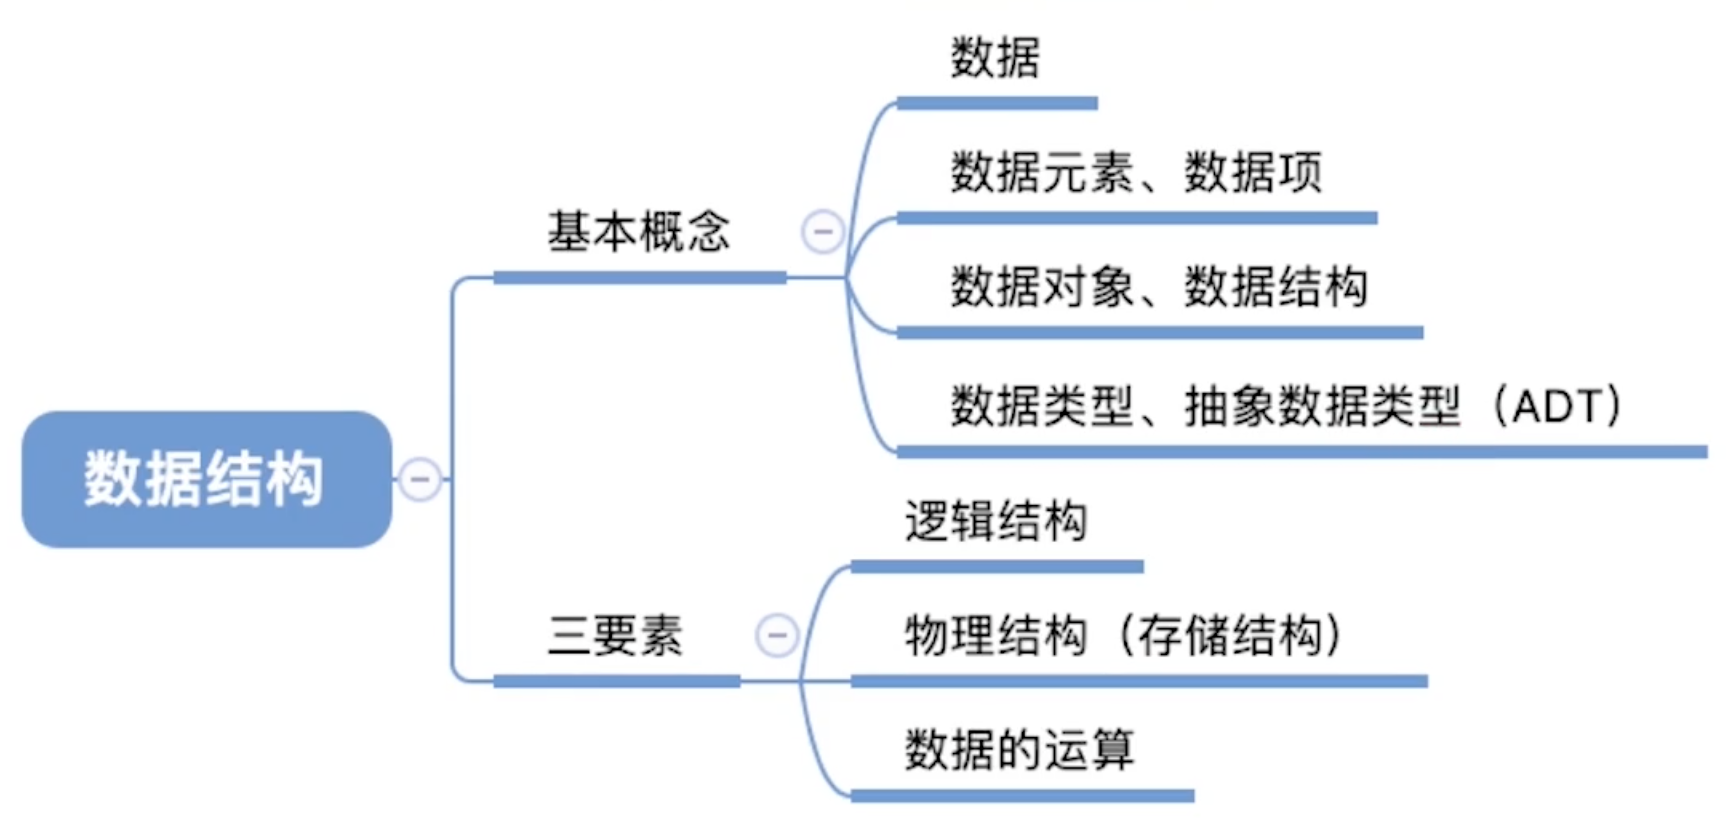 数据
数据元素、数据项
基本概念
数据对象、数据结构
数据类型、抽象数据类型（ADT）
数据结构
逻辑结构
三要素
物理结构（存储结构）
数据的运算